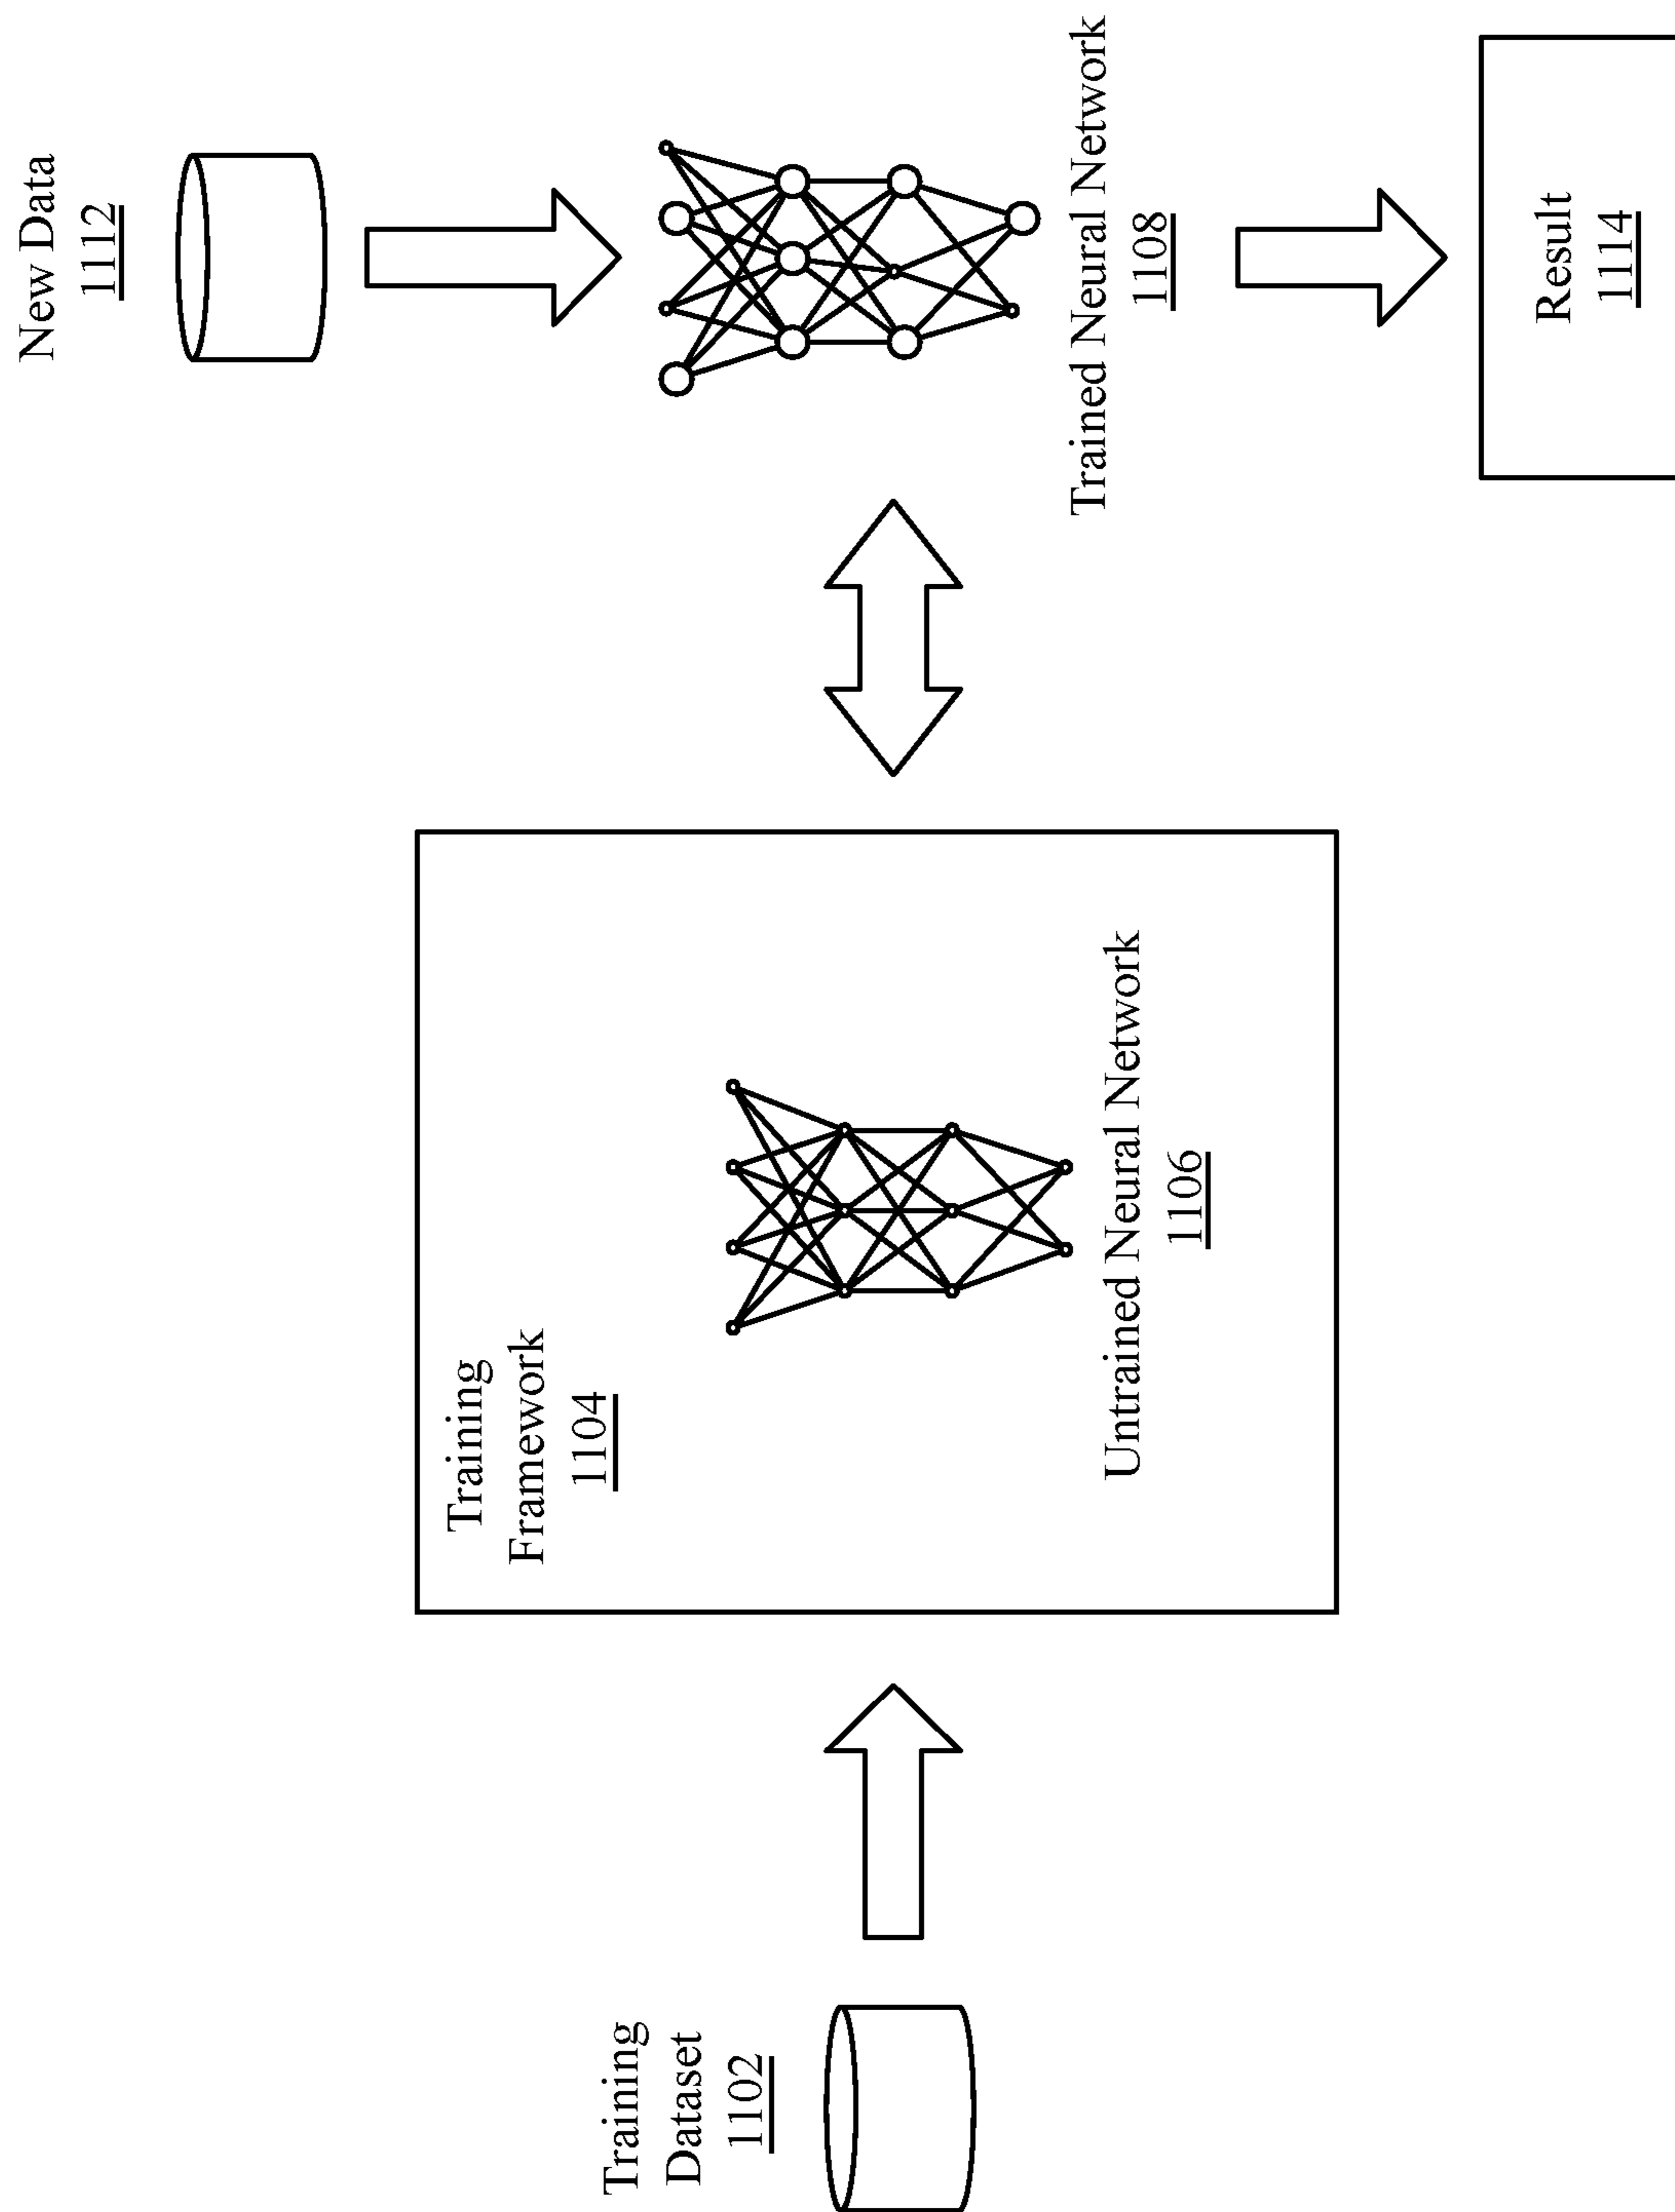 Training
Dataset
1102
Training
Framework
1104
Untrained Neural Network
1106
New Data
1112
Trained Neural Network
1108
Result
1114